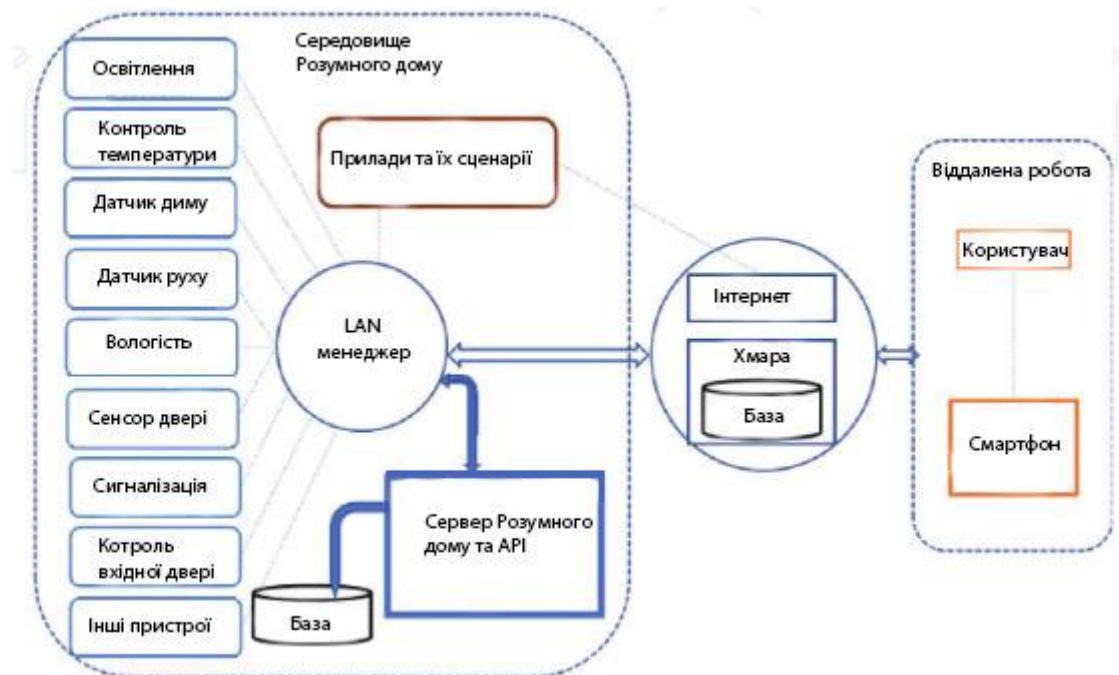 Середовище
Розумного дому
Освітлення
Контроль
температури
Датчик диму
Датчик руху
Вологість
Сенсор двері
Сигналізація
Котроль
вхідної двері
Інші пристрої
Прилади та їх сценарії
LAN
менеджер
Сервер Розумного
дому та API
База
Інтернет
Хмара
База
Віддалена робота
Користувач
Смартфон